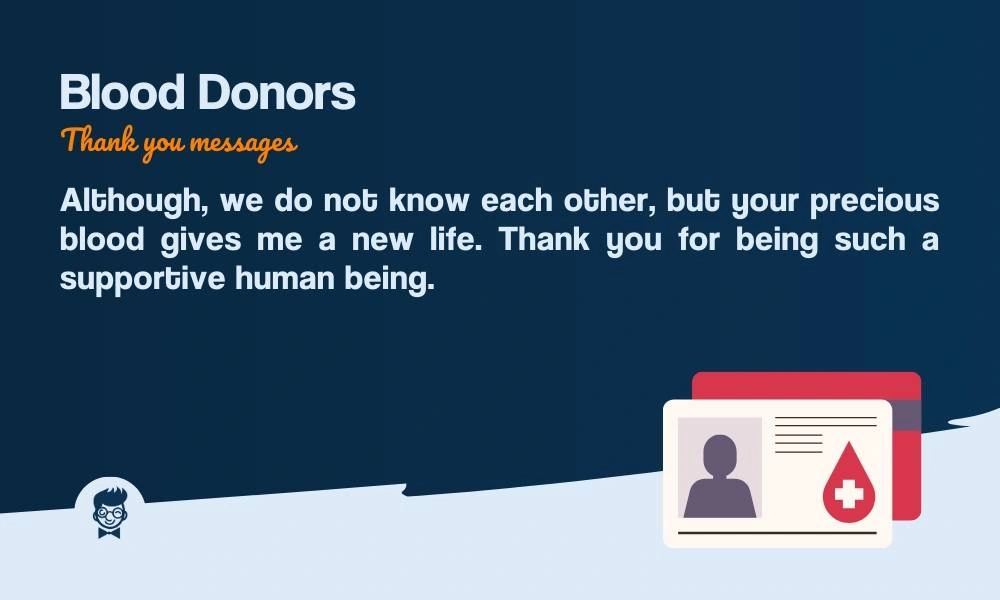 Blood Donors
Thank you messages
Although, we do not know each other, but your precious
blood gives me a new life. Thank you for being such a
supportive human being.